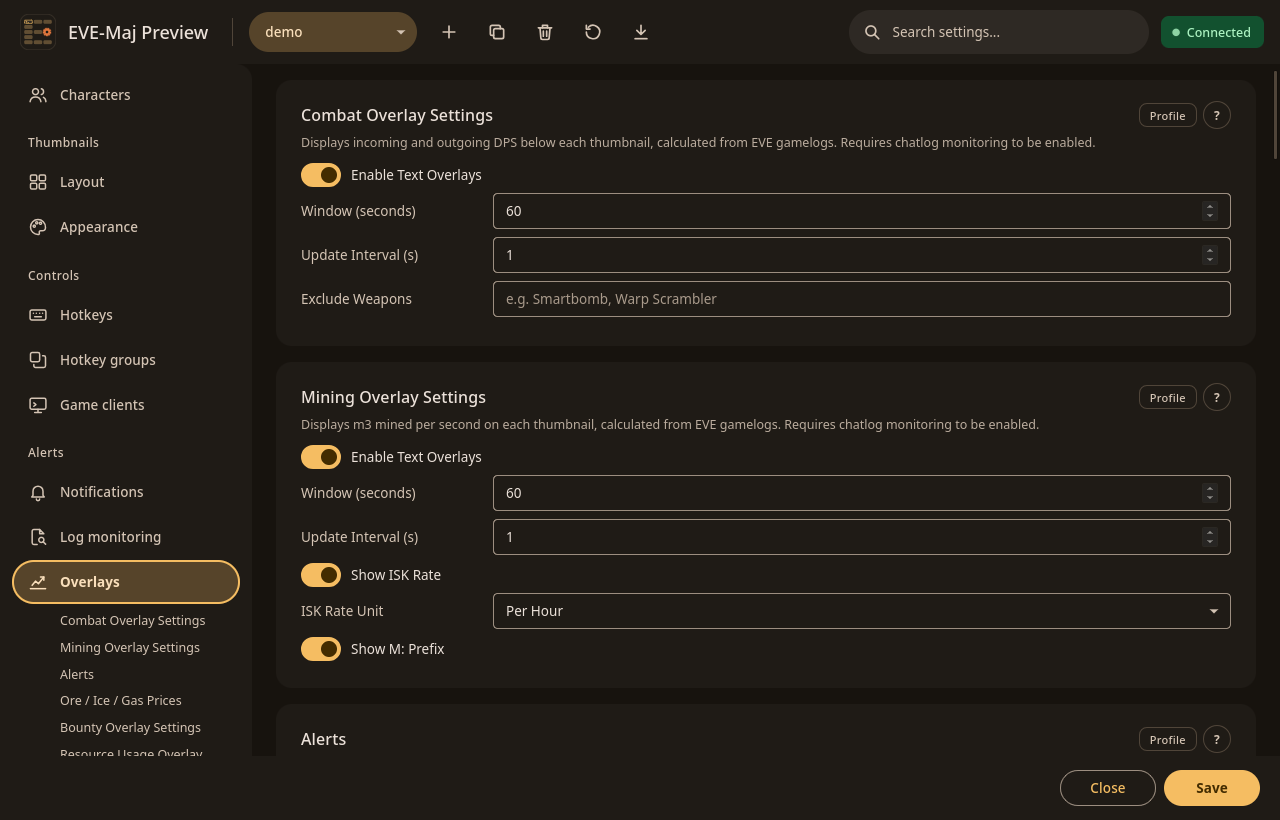 EVE-Maj Preview
demo
Search settings...
Connected
Characters
Thumbnails
Layout
Appearance
Controls
Hotkeys
Hotkey groups
Game clients
Alerts
Notifications
Log monitoring
Overlays
Combat Overlay Settings
Mining Overlay Settings
Alerts
Ore / Ice / Gas Prices
Bounty Overlay Settings
Resource Usage Overlay
Combat Overlay Settings
Profile
?
Displays incoming and outgoing DPS below each thumbnail, calculated from EVE gamelogs. Requires chatlog monitoring to be enabled.
Enable Text Overlays
Window (seconds)
60
Update Interval (s)
1
Exclude Weapons
e.g. Smartbomb, Warp Scrambler
Mining Overlay Settings
Profile
?
Displays m3 mined per second on each thumbnail, calculated from EVE gamelogs. Requires chatlog monitoring to be enabled.
Enable Text Overlays
Window (seconds)
60
Update Interval (s)
1
Show ISK Rate
ISK Rate Unit
Per Hour
Show M: Prefix
Alerts
Profile
?
Close
Save